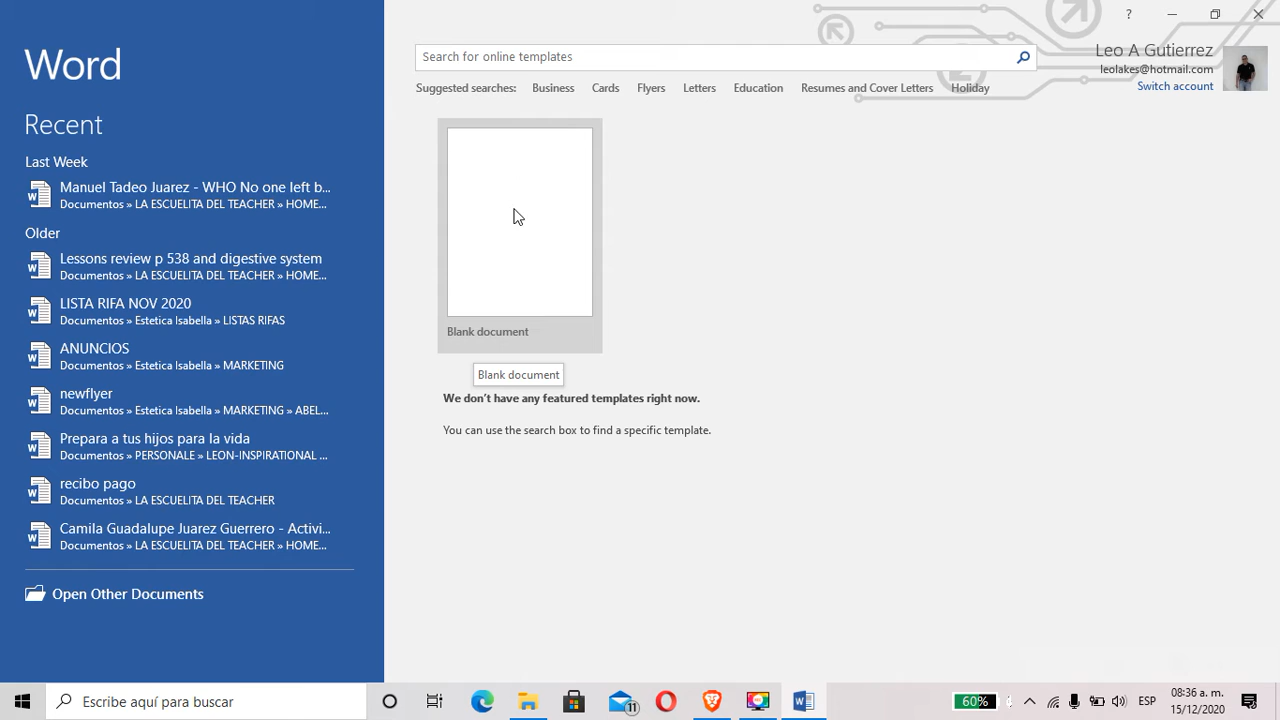 Word
Recent
Last Week
Manuel Tadeo Juarez - WHO No one left b...
Documentos » LA ESCUELITA DEL TEACHER » HOME...
Older
Lessons review p 538 and digestive system
Documentos » LA ESCUELITA DEL TEACHER » HOME...
LISTA RIFA NOV 2020
Documentos » Estetica Isabella » LISTAS RIFAS
ANUNCIOS
Documentos » Estetica Isabella » MARKETING
newflyer
Documentos » Estetica Isabella » MARKETING » ABEL...
Prepara a tus hijos para la vida
Documentos » PERSONALE » LEON-INSPIRATIONAL ...
recibo pago
Documentos » LA ESCUELITA DEL TEACHER
Camila Guadalupe Juarez Guerrero - Activi...
Documentos » LA ESCUELITA DEL TEACHER » HOME...
Open Other Documents
?
Search for online templates
Leo A Gutierrez
leolakes@hotmail.com
Switch account
Suggested searches: Business Cards Flyers Letters Education Resumes and Cover Letters Holiday
Blank document
Blank document
We don't have any featured templates right now.
You can use the search box to find a specific template.
Escribe aquí para buscar
11
60%
ESP
08:36 a. m.
15/12/2020